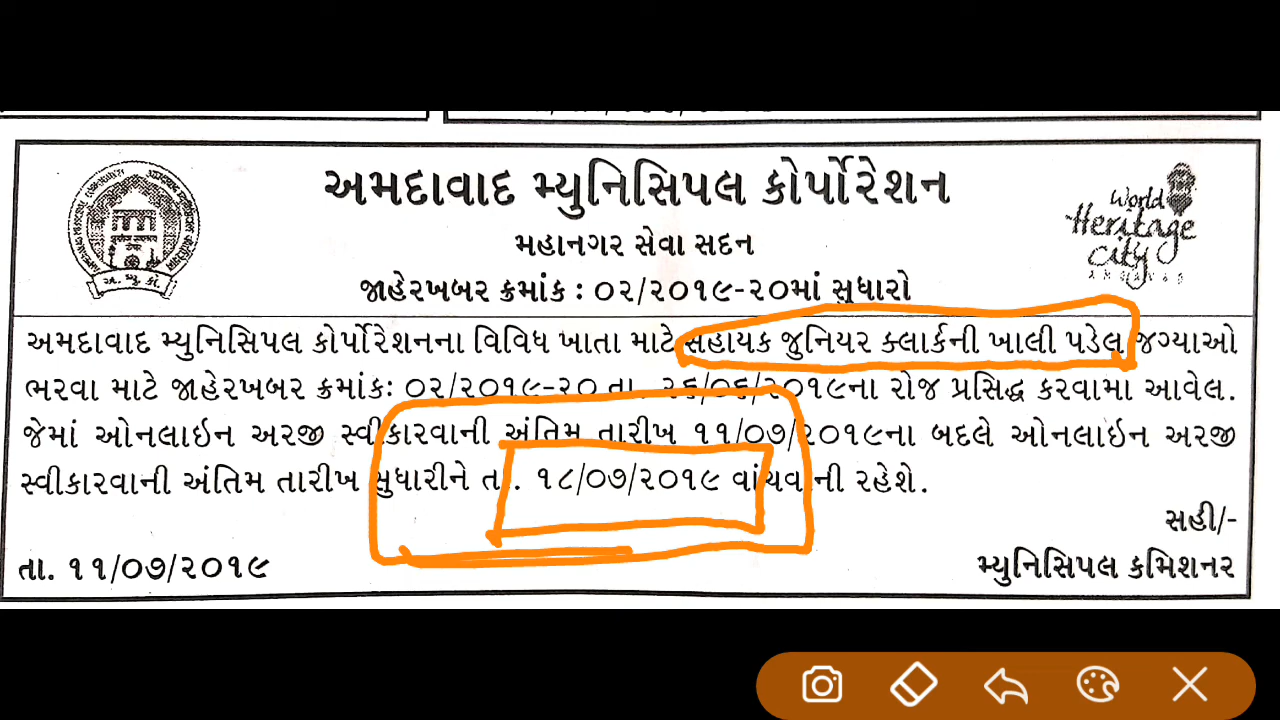 અમદાવાદ મ્યુનિસિપલ કોર્પોરેશન
મહાનગર સેવા સદન
જાહેરખબર ક્રમાંક : ૦૨/૨૦૧૯-૨૦માં સુધારો
અ. મ્યુ. કો.
World
Heritage
City
અમદાવાદ મ્યુનિસિપલ કોર્પોરેશનના વિવિધ ખાતા માટે સહાયક જુનિયર ક્લાર્કની ખાલી પડેલ જગ્યાઓ
ભરવા માટે જાહેરખબર ક્રમાંકઃ ૦૨/૨૦૧૯-૨૦ તા. ૨૬/૦૬/૨૦૧૯ના રોજ પ્રસિદ્ધ કરવામાં આવેલ.
જેમાં ઓનલાઇન અરજી સ્વીકારવાની અંતિમ તારીખ ૧૧/૦૭/૨૦૧૯ના બદલે ઓનલાઇન અરજી
સ્વીકારવાની અંતિમ તારીખ સુધારીને તા. ૧૮/૦૭/૨૦૧૯ વાંચવાની રહેશે.
સહી/-
તા. ૧૧/૦૭/૨૦૧૯ મ્યુનિસિપલ કમિશનર